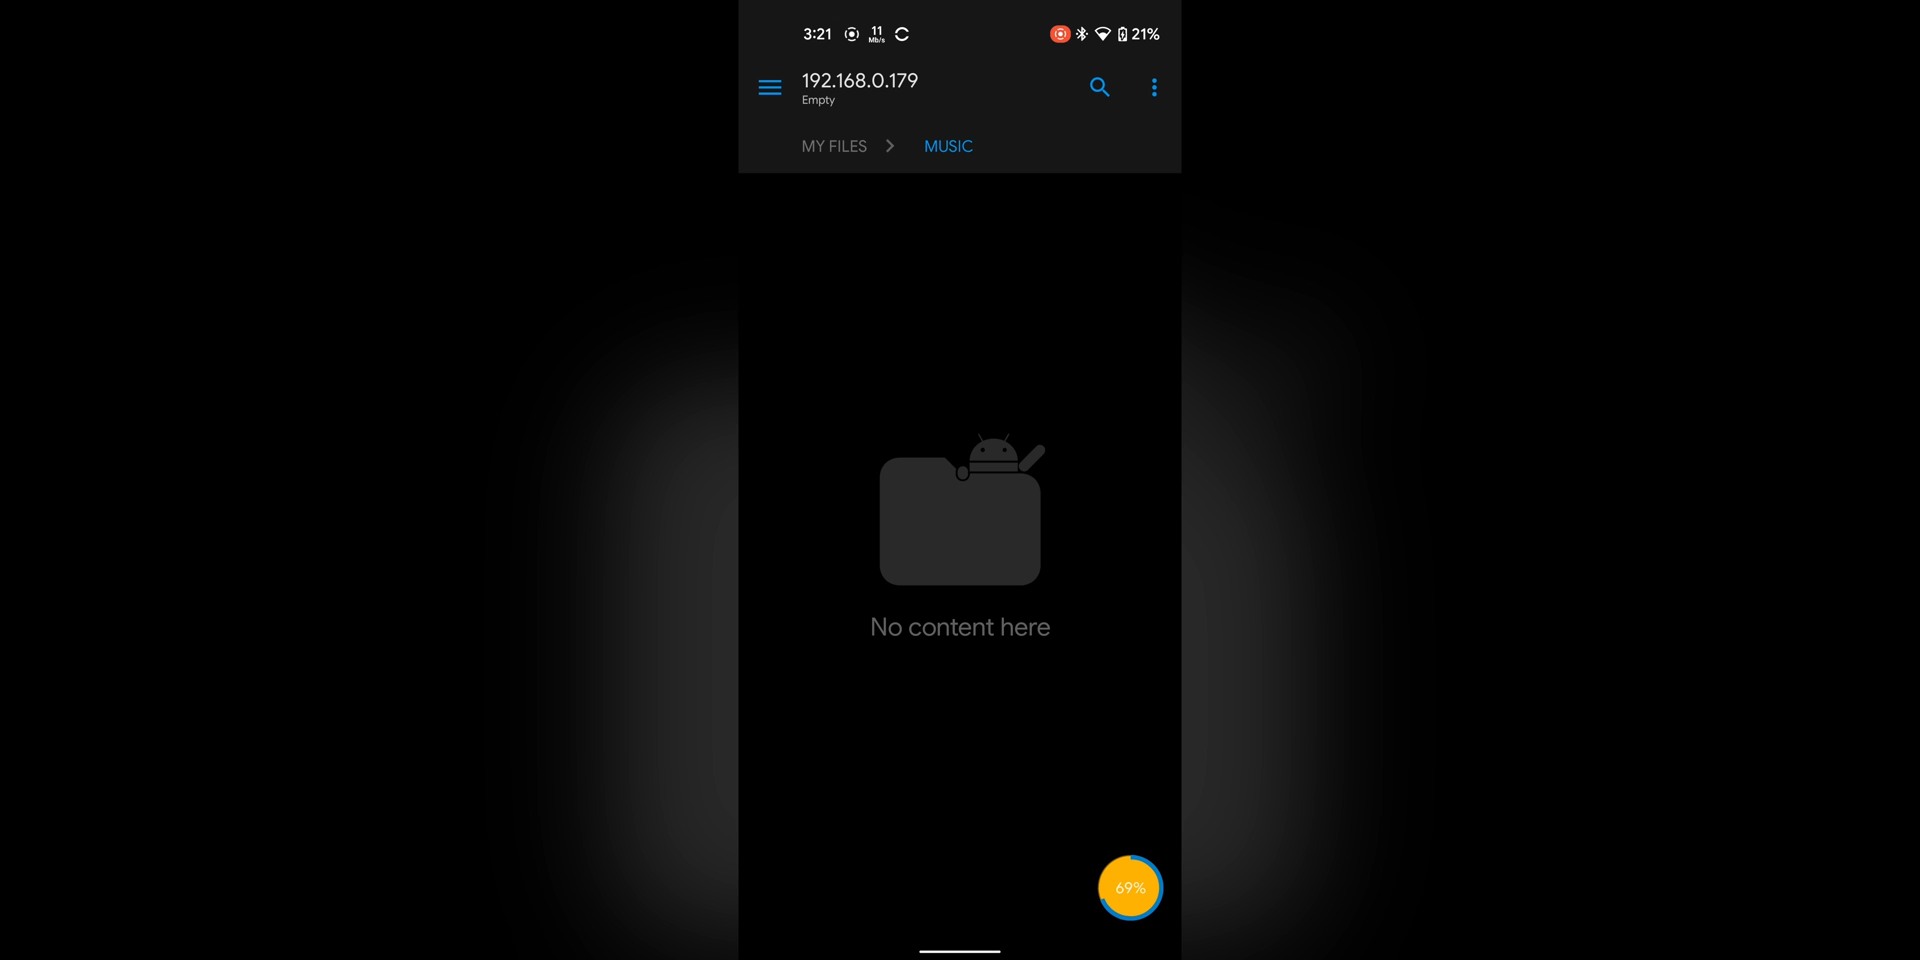 3:21 11 Mb/s 21%
192.168.0.179
Empty
MY FILES MUSIC
No content here
69%